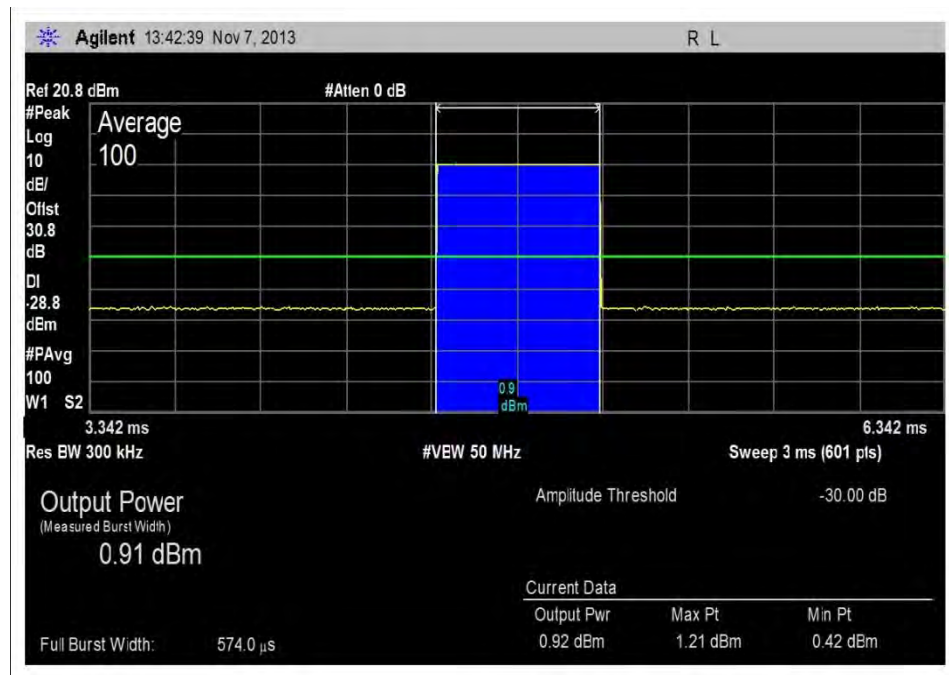 Agilent 13:42:39 Nov 7, 2013 R L
Ref 20.8 dBm #Atten 0 dB
#Peak
Log
10
dB/
Offst
30.8
dB
DI
-28.8
dBm
#PAvg
100
W1 S2
Average
100
0.9
dBm
3.342 ms 6.342 ms
Res BW 300 kHz #VBW 50 MHz Sweep 3 ms (601 pts)
Output Power
(Measured Burst Width)
0.91 dBm
Amplitude Threshold -30.00 dB
Current Data
Output Pwr Max Pt Min Pt
0.92 dBm 1.21 dBm 0.42 dBm
Full Burst Width: 574.0 μs